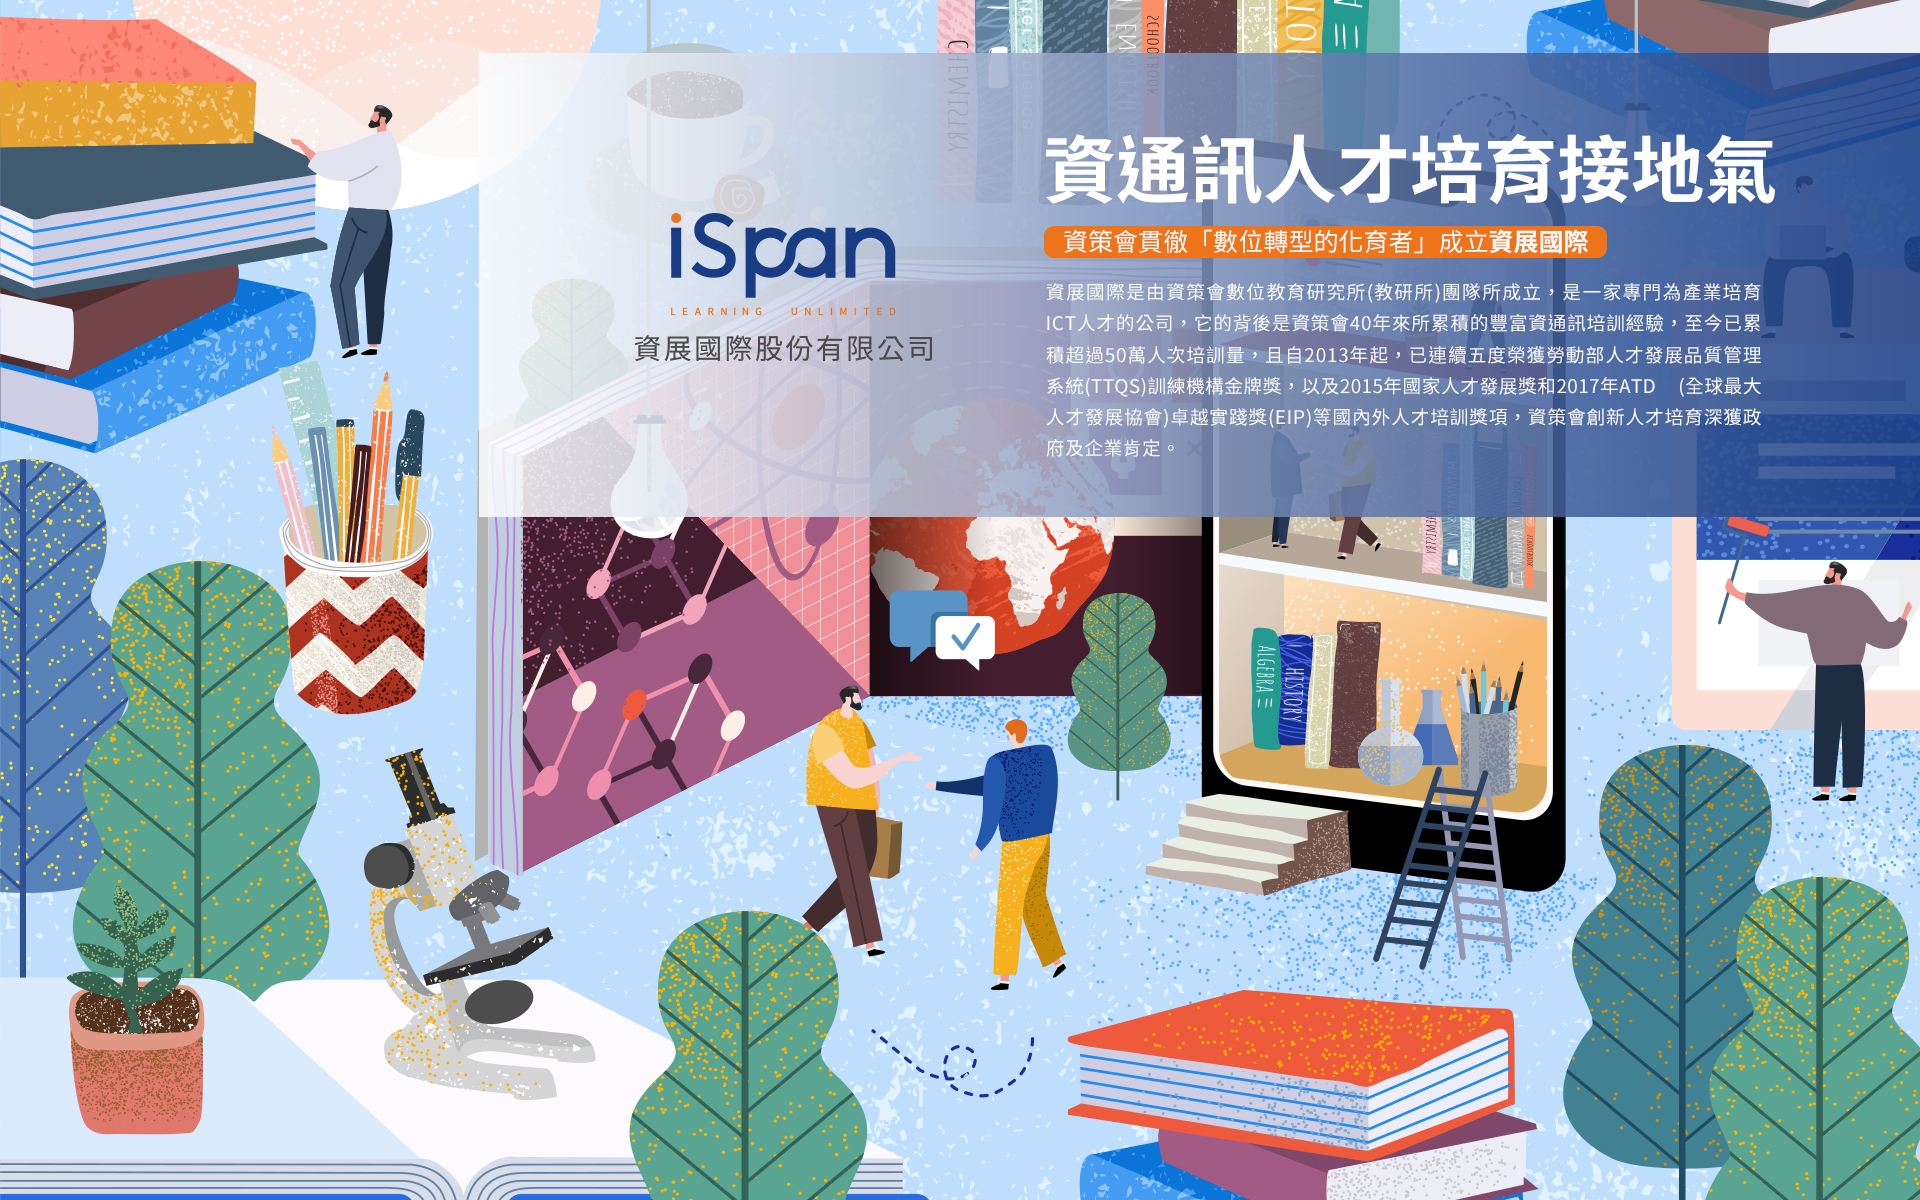 CHEMISTRY
資通訊人才培育接地氣
iSpan
LEARNING UNLIMITED
資展國際股份有限公司
資策會貫徹「數位轉型的化育者」成立資展國際
資展國際是由資策會數位教育研究所(教研所)團隊所成立，是一家專門為產業培育
ICT人才的公司，它的背後是資策會40年來所累積的豐富資通訊培訓經驗，至今已累
積超過50萬人次培訓量，且自2013年起，已連續五度榮獲勞動部人才發展品質管理
系統(TTQS)訓練機構金牌獎，以及2015年國家人才發展獎和2017年ATD (全球最大
人才發展協會)卓越實踐獎(EIP)等國內外人才培訓獎項，資策會創新人才培育深獲政
府及企業肯定。
ALGEBRA
HISTORY